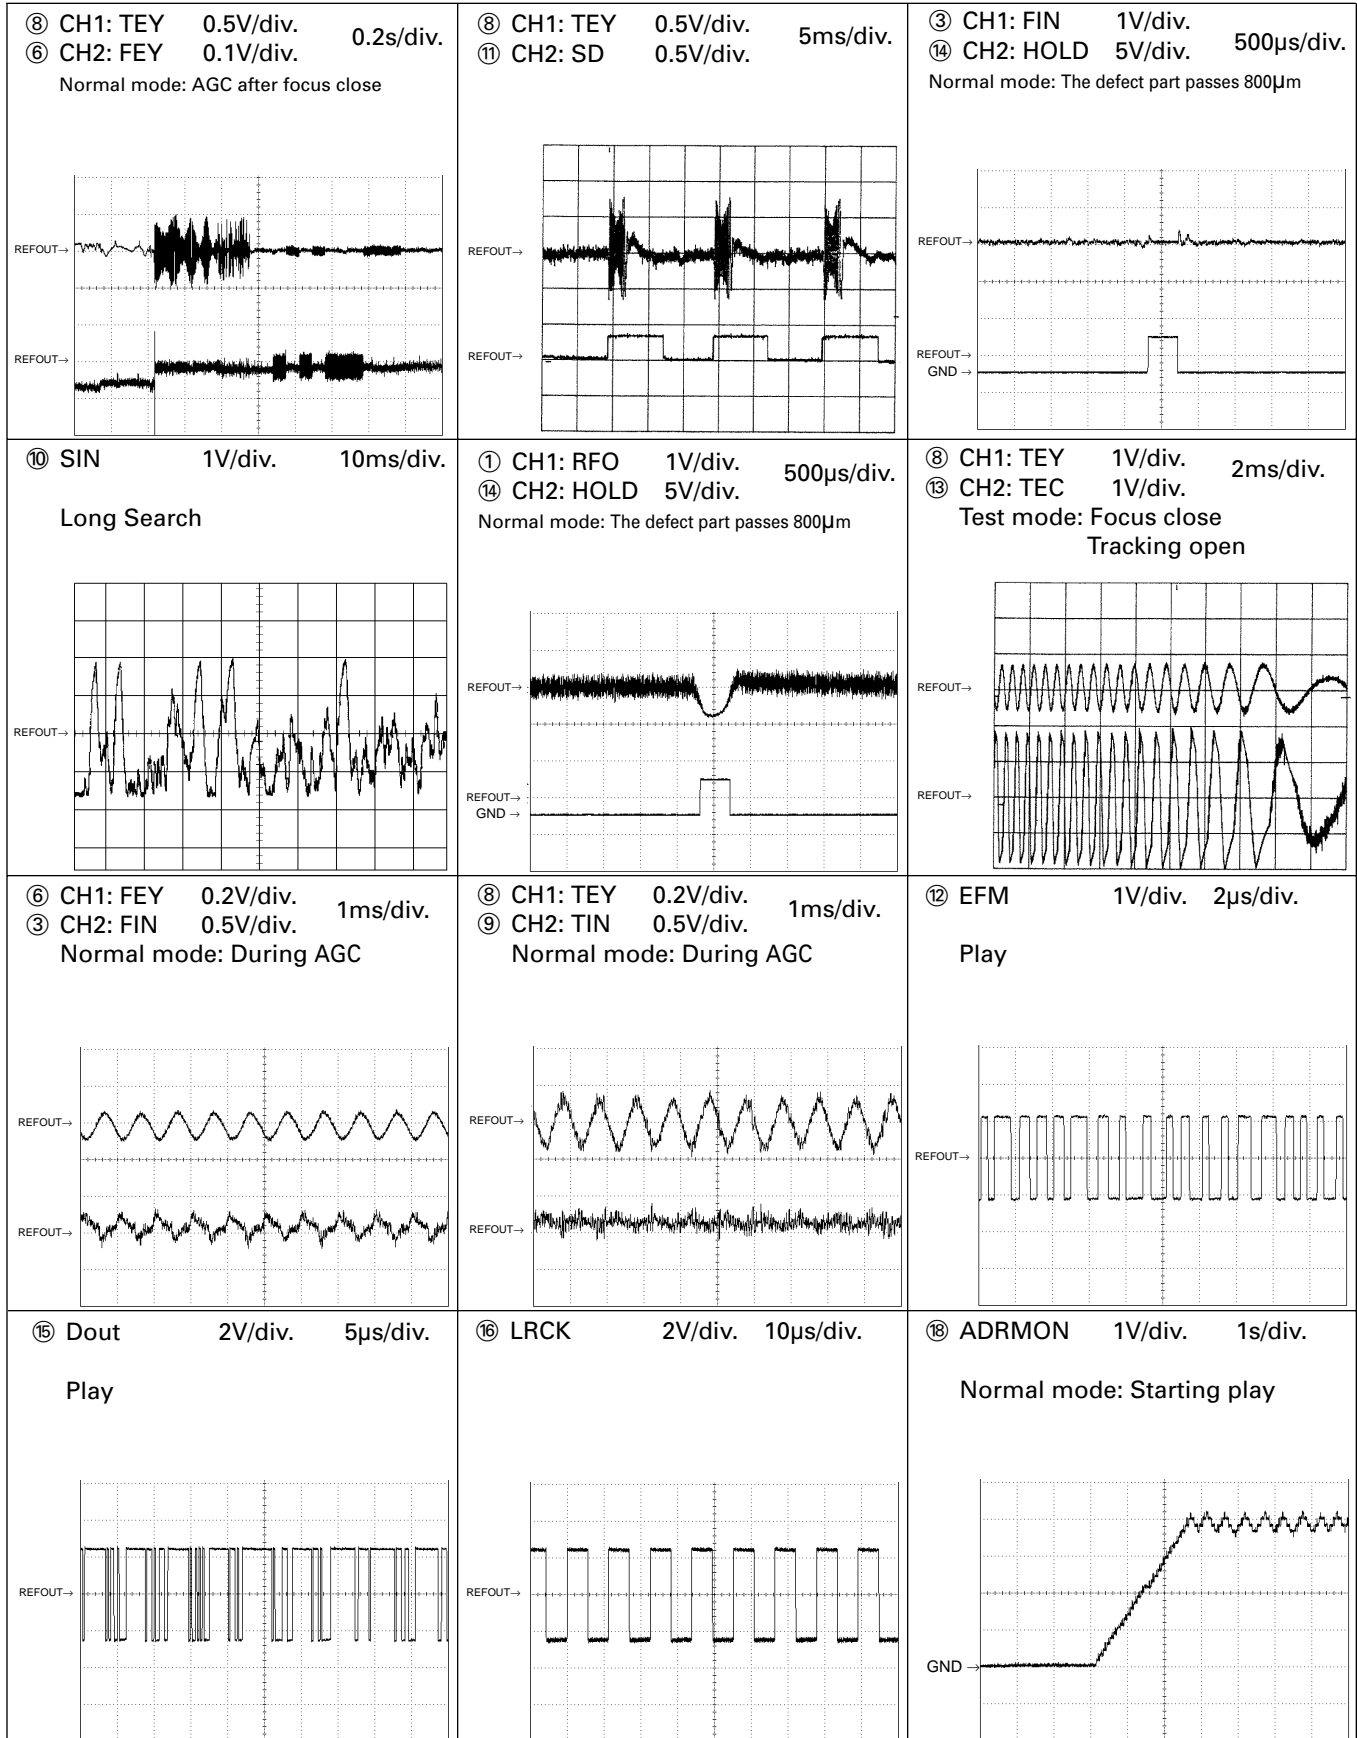 ⑧ CH1: TEY 0.5V/div. 0.2s/div.
⑥ CH2: FEY 0.1V/div.
Normal mode: AGC after focus close
REFOUT→
REFOUT→
⑧ CH1: TEY 0.5V/div. 5ms/div.
⑪ CH2: SD 0.5V/div.
REFOUT→
REFOUT→
③ CH1: FIN 1V/div. 500µs/div.
⑭ CH2: HOLD 5V/div.
Normal mode: The defect part passes 800µm
REFOUT→
REFOUT→
GND →
⑩ SIN 1V/div. 10ms/div.
Long Search
REFOUT→
① CH1: RFO 1V/div. 500µs/div.
⑭ CH2: HOLD 5V/div.
Normal mode: The defect part passes 800µm
REFOUT→
REFOUT→
GND →
⑧ CH1: TEY 1V/div. 2ms/div.
⑬ CH2: TEC 1V/div.
Test mode: Focus close
Tracking open
REFOUT→
REFOUT→
⑥ CH1: FEY 0.2V/div. 1ms/div.
③ CH2: FIN 0.5V/div.
Normal mode: During AGC
REFOUT→
REFOUT→
⑧ CH1: TEY 0.2V/div. 1ms/div.
⑨ CH2: TIN 0.5V/div.
Normal mode: During AGC
REFOUT→
REFOUT→
⑫ EFM 1V/div. 2µs/div.
Play
REFOUT→
⑮ Dout 2V/div. 5µs/div.
Play
REFOUT→
⑯ LRCK 2V/div. 10µs/div.
REFOUT→
⑱ ADRMON 1V/div. 1s/div.
Normal mode: Starting play
GND →